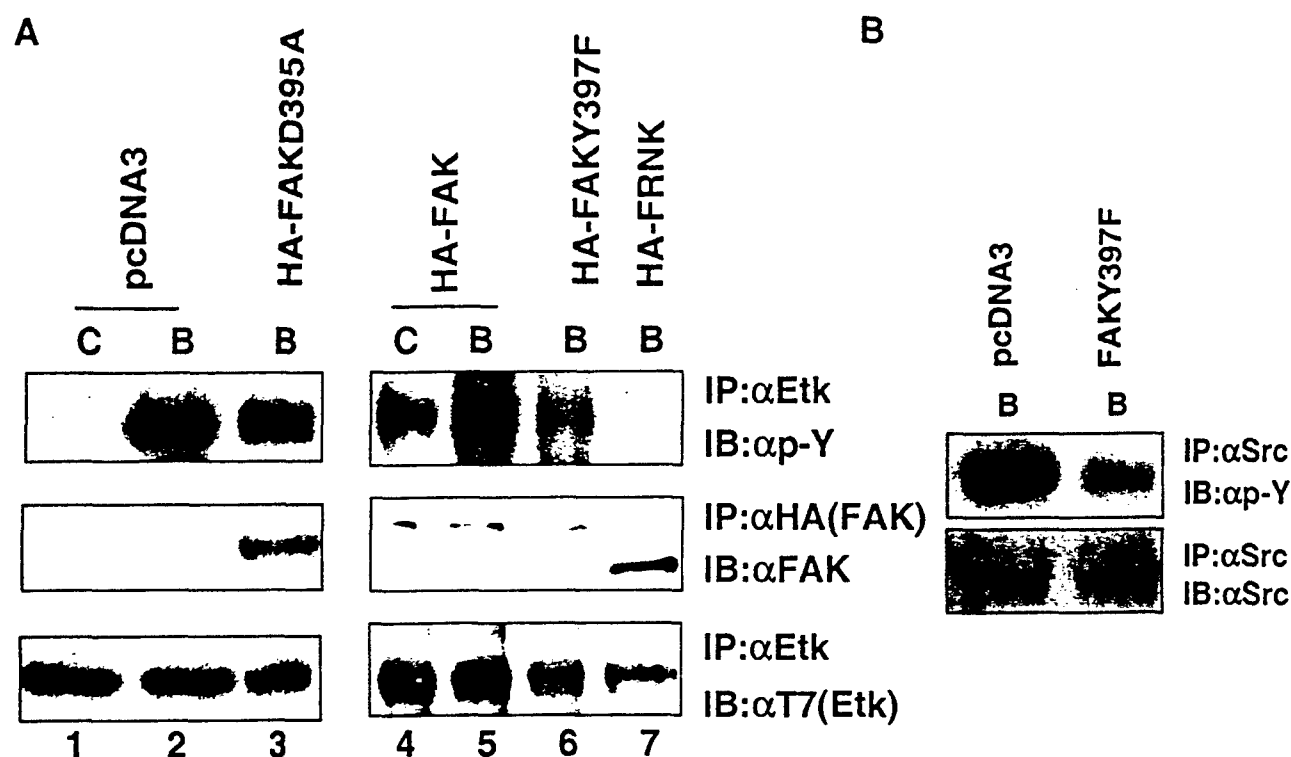 A
B
pcDNA3
HA-FAKD395A
HA-FAK
HA-FAKY397F
HA-FRNK
C B B C B B B
IP:αEtk
IB:αp-Y
IP:αHA(FAK)
IB:αFAK
IP:αEtk
IB:αT7(Etk)
1 2 3 4 5 6 7
pcDNA3
FAKY397F
B B
IP:αSrc
IB:αp-Y
IP:αSrc
IB:αSrc